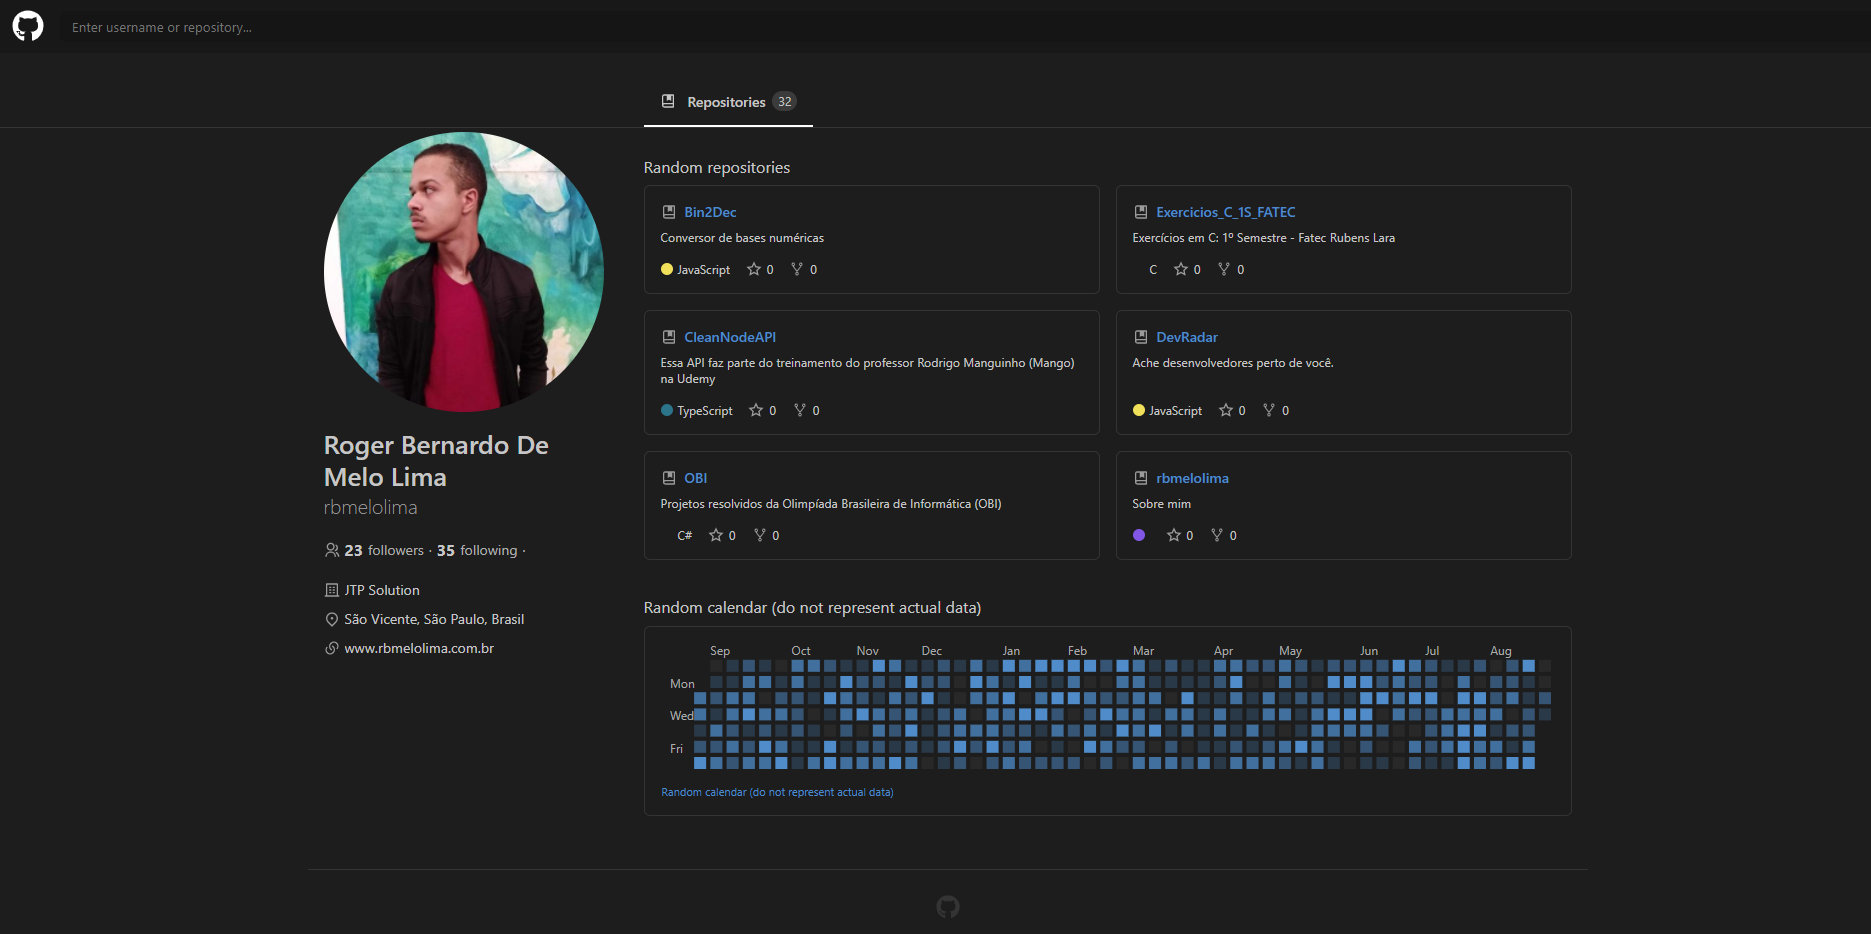 Enter username or repository...
Repositories 32
Roger Bernardo De
Melo Lima
rbmelolima
23 followers · 35 following ·
JTP Solution
São Vicente, São Paulo, Brasil
www.rbmelolima.com.br
Random repositories
Bin2Dec
Conversor de bases numéricas
JavaScript 0 0
Exercicios_C_1S_FATEC
Exercícios em C: 1º Semestre - Fatec Rubens Lara
C 0 0
CleanNodeAPI
Essa API faz parte do treinamento do professor Rodrigo Manguinho (Mango)
na Udemy
TypeScript 0 0
DevRadar
Ache desenvolvedores perto de você.
JavaScript 0 0
OBI
Projetos resolvidos da Olimpíada Brasileira de Informática (OBI)
C# 0 0
rbmelolima
Sobre mim
0 0
Random calendar (do not represent actual data)
Sep Oct Nov Dec Jan Feb Mar Apr May Jun Jul Aug
Mon
Wed
Fri
Random calendar (do not represent actual data)